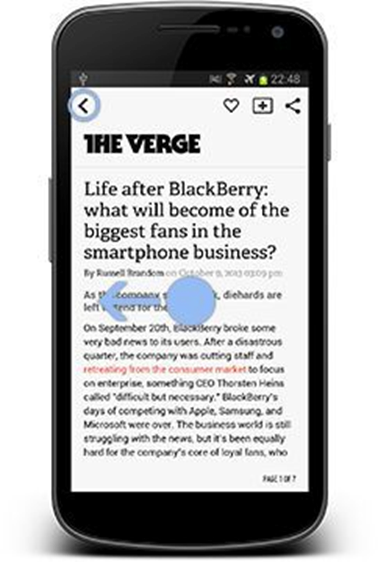 22:48
THE VERGE
Life after BlackBerry:
what will become of the
biggest fans in the
smartphone business?
By Russell Brandom on October 9, 2013 03:09 pm
As th company s k, diehards are
left end for the
On September 20th, BlackBerry broke some
very bad news to its users. After a disastrous
quarter, the company was cutting staff and
retreating from the consumer market to focus
on enterprise, something CEO Thorsten Heins
called "difficult but necessary." BlackBerry's
days of competing with Apple, Samsung, and
Microsoft were over. The business world is still
struggling with the news, but it's been equally
hard for the company's core of loyal fans, who
PAGE 1 OF 7